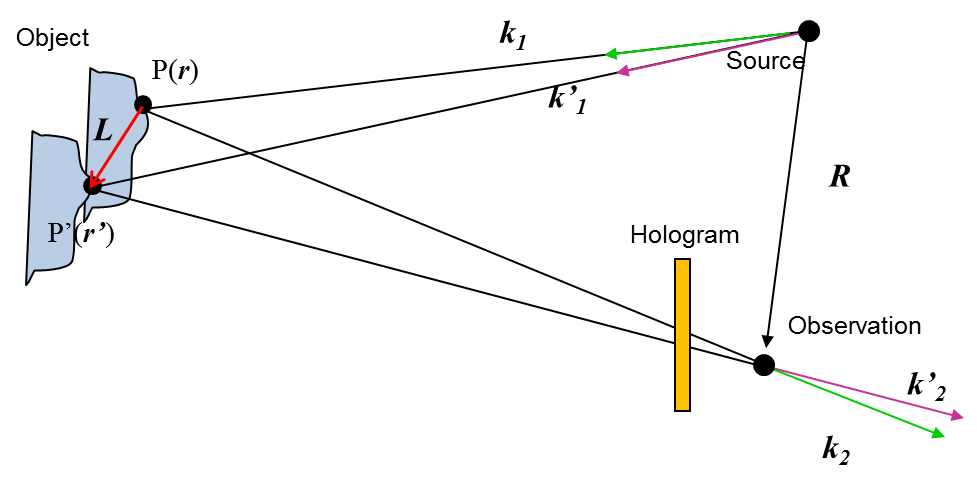 Object
k1
Source
P(r)
k'1
L
R
P'(r')
Hologram
Observation
k'2
k2